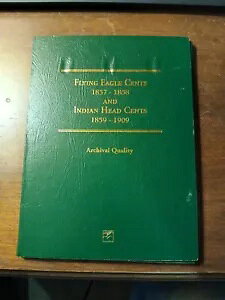 Flying Eagle Cents
1857 - 1858
and
Indian Head Cents
1859 - 1909
Archival Quality